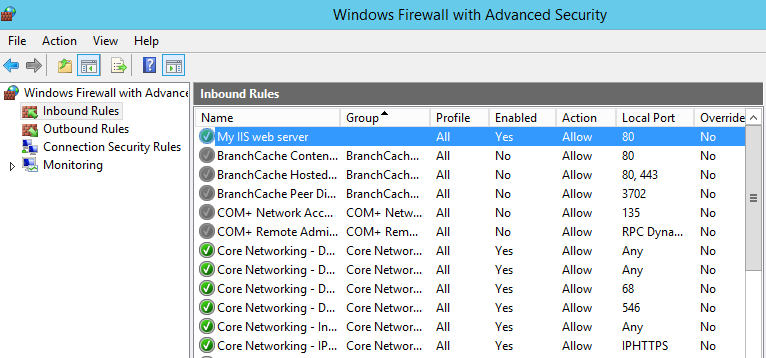 Windows Firewall with Advanced Security
File Action View Help
Windows Firewall with Advance
Inbound Rules
Outbound Rules
Connection Security Rules
Monitoring
Inbound Rules
Name Group Profile Enabled Action Local Port Override
My IIS web server All Yes Allow 80 No
BranchCache Conten... BranchCach... All No Allow 80 No
BranchCache Hosted... BranchCach... All No Allow 80, 443 No
BranchCache Peer Di... BranchCach... All No Allow 3702 No
COM+ Network Acc... COM+ Netw... All No Allow 135 No
COM+ Remote Admi... COM+ Rem... All No Allow RPC Dyna... No
Core Networking - D... Core Networ... All Yes Allow Any No
Core Networking - D... Core Networ... All Yes Allow Any No
Core Networking - D... Core Networ... All Yes Allow 68 No
Core Networking - D... Core Networ... All Yes Allow 546 No
Core Networking - In... Core Networ... All Yes Allow Any No
Core Networking - IP... Core Networ... All Yes Allow IPHTTPS No